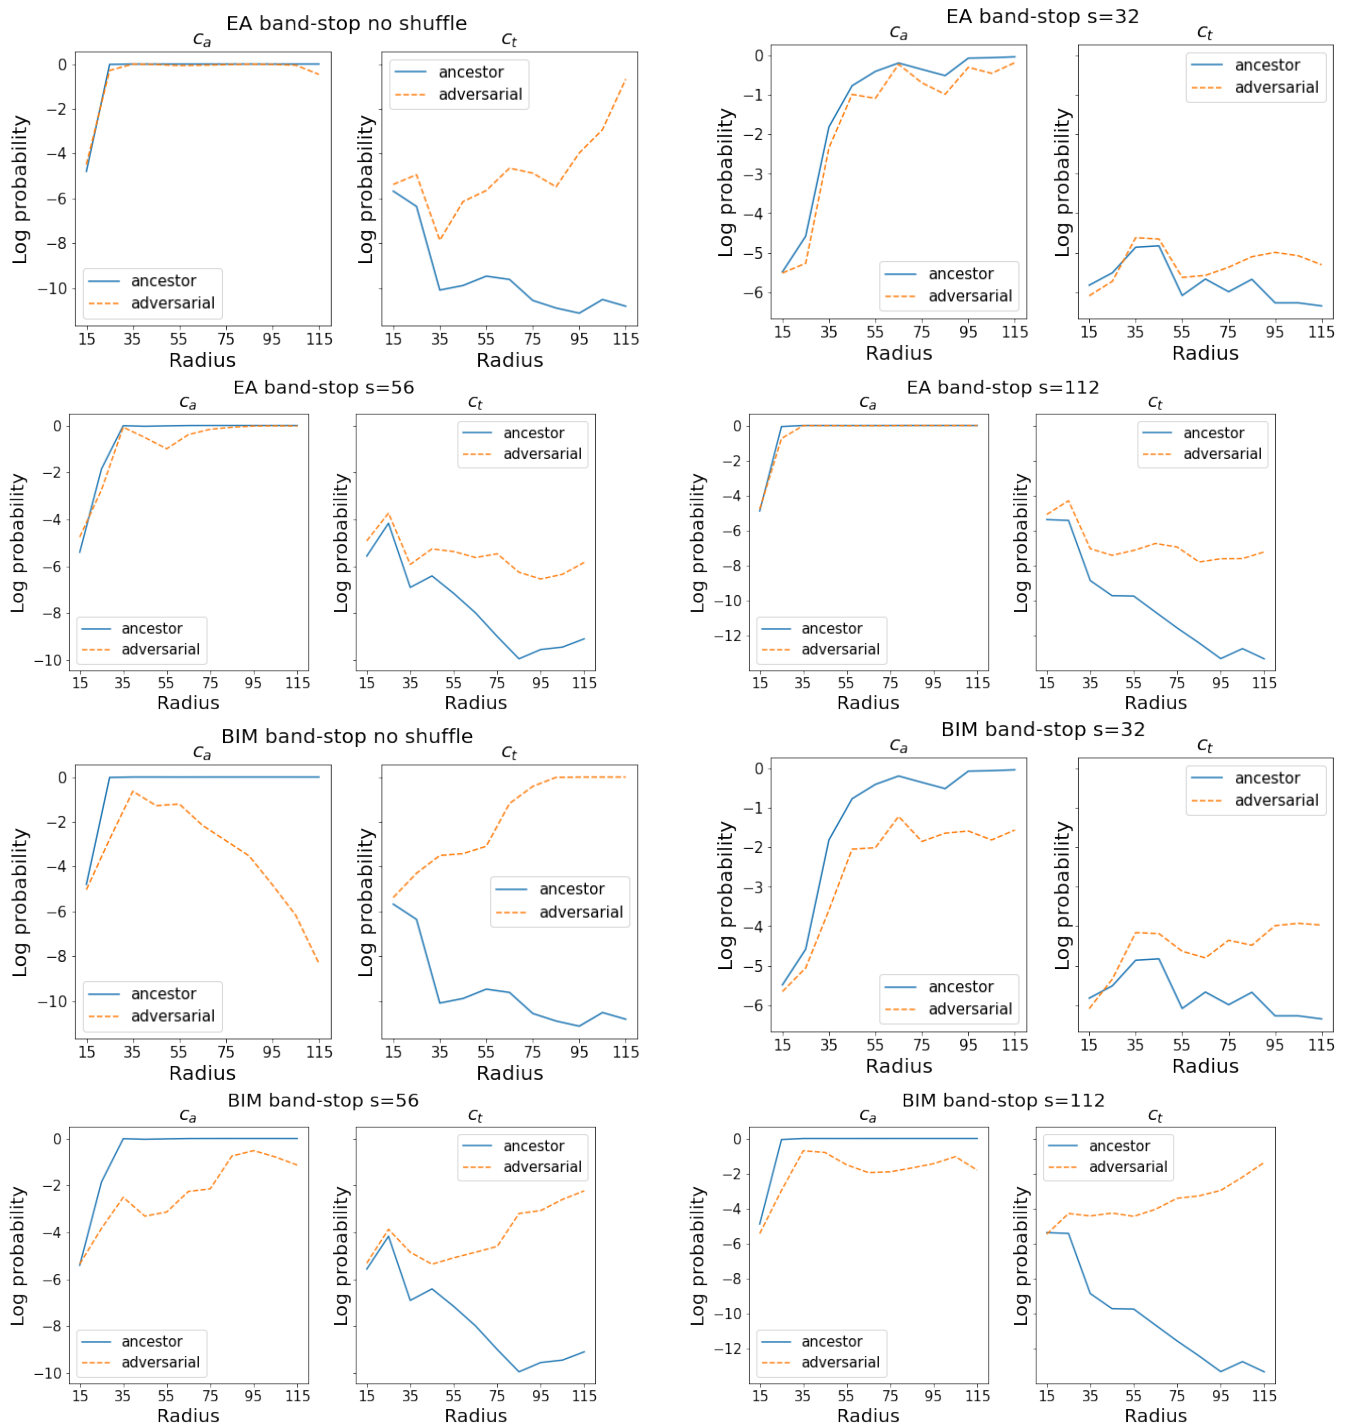 EA band-stop no shuffle
c_a
c_t
0
−2
−4
−6
−8
−10
Log probability
Log probability
ancestor
adversarial
ancestor
adversarial
15 35 55 75 95 115
15 35 55 75 95 115
Radius
Radius
EA band-stop s=32
c_a
c_t
0
−1
−2
−3
−4
−5
−6
Log probability
Log probability
ancestor
adversarial
ancestor
adversarial
15 35 55 75 95 115
15 35 55 75 95 115
Radius
Radius
EA band-stop s=56
c_a
c_t
0
−2
−4
−6
−8
−10
Log probability
Log probability
ancestor
adversarial
ancestor
adversarial
15 35 55 75 95 115
15 35 55 75 95 115
Radius
Radius
EA band-stop s=112
c_a
c_t
0
−2
−4
−6
−8
−10
−12
Log probability
Log probability
ancestor
adversarial
ancestor
adversarial
15 35 55 75 95 115
15 35 55 75 95 115
Radius
Radius
BIM band-stop no shuffle
c_a
c_t
0
−2
−4
−6
−8
−10
Log probability
Log probability
ancestor
adversarial
ancestor
adversarial
15 35 55 75 95 115
15 35 55 75 95 115
Radius
Radius
BIM band-stop s=32
c_a
c_t
0
−1
−2
−3
−4
−5
−6
Log probability
Log probability
ancestor
adversarial
ancestor
adversarial
15 35 55 75 95 115
15 35 55 75 95 115
Radius
Radius
BIM band-stop s=56
c_a
c_t
0
−2
−4
−6
−8
−10
Log probability
Log probability
ancestor
adversarial
ancestor
adversarial
15 35 55 75 95 115
15 35 55 75 95 115
Radius
Radius
BIM band-stop s=112
c_a
c_t
0
−2
−4
−6
−8
−10
−12
Log probability
Log probability
ancestor
adversarial
ancestor
adversarial
15 35 55 75 95 115
15 35 55 75 95 115
Radius
Radius